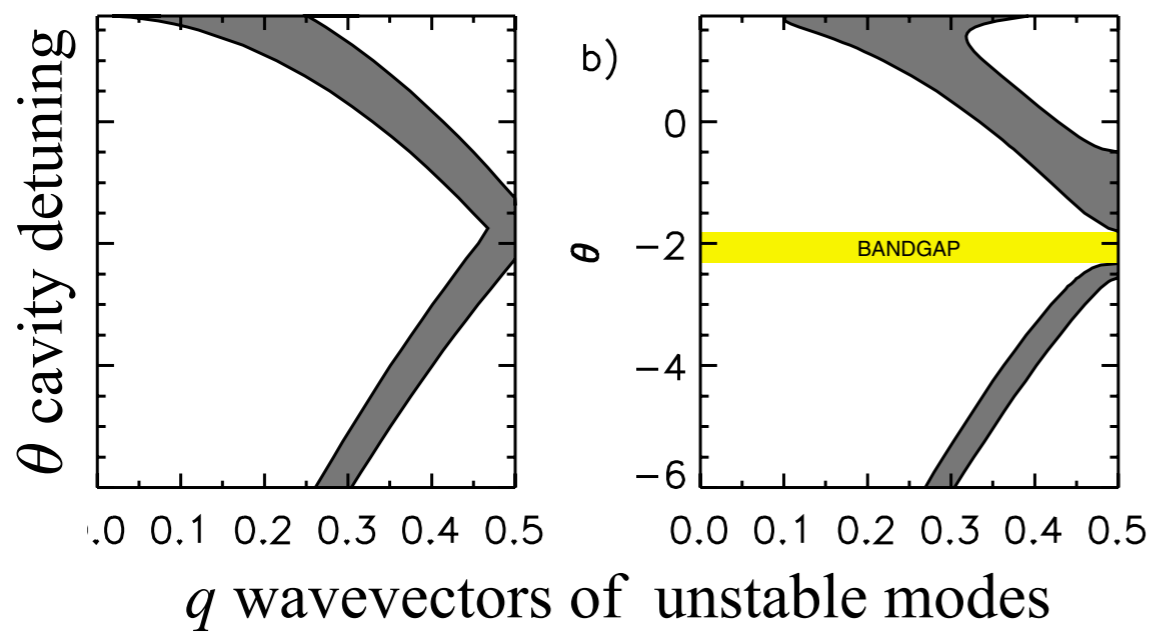 θ cavity detuning
.0 0.1 0.2 0.3 0.4 0.5
b)
θ
0
−2
−4
−6
BANDGAP
0.0 0.1 0.2 0.3 0.4 0.5
q wavevectors of unstable modes